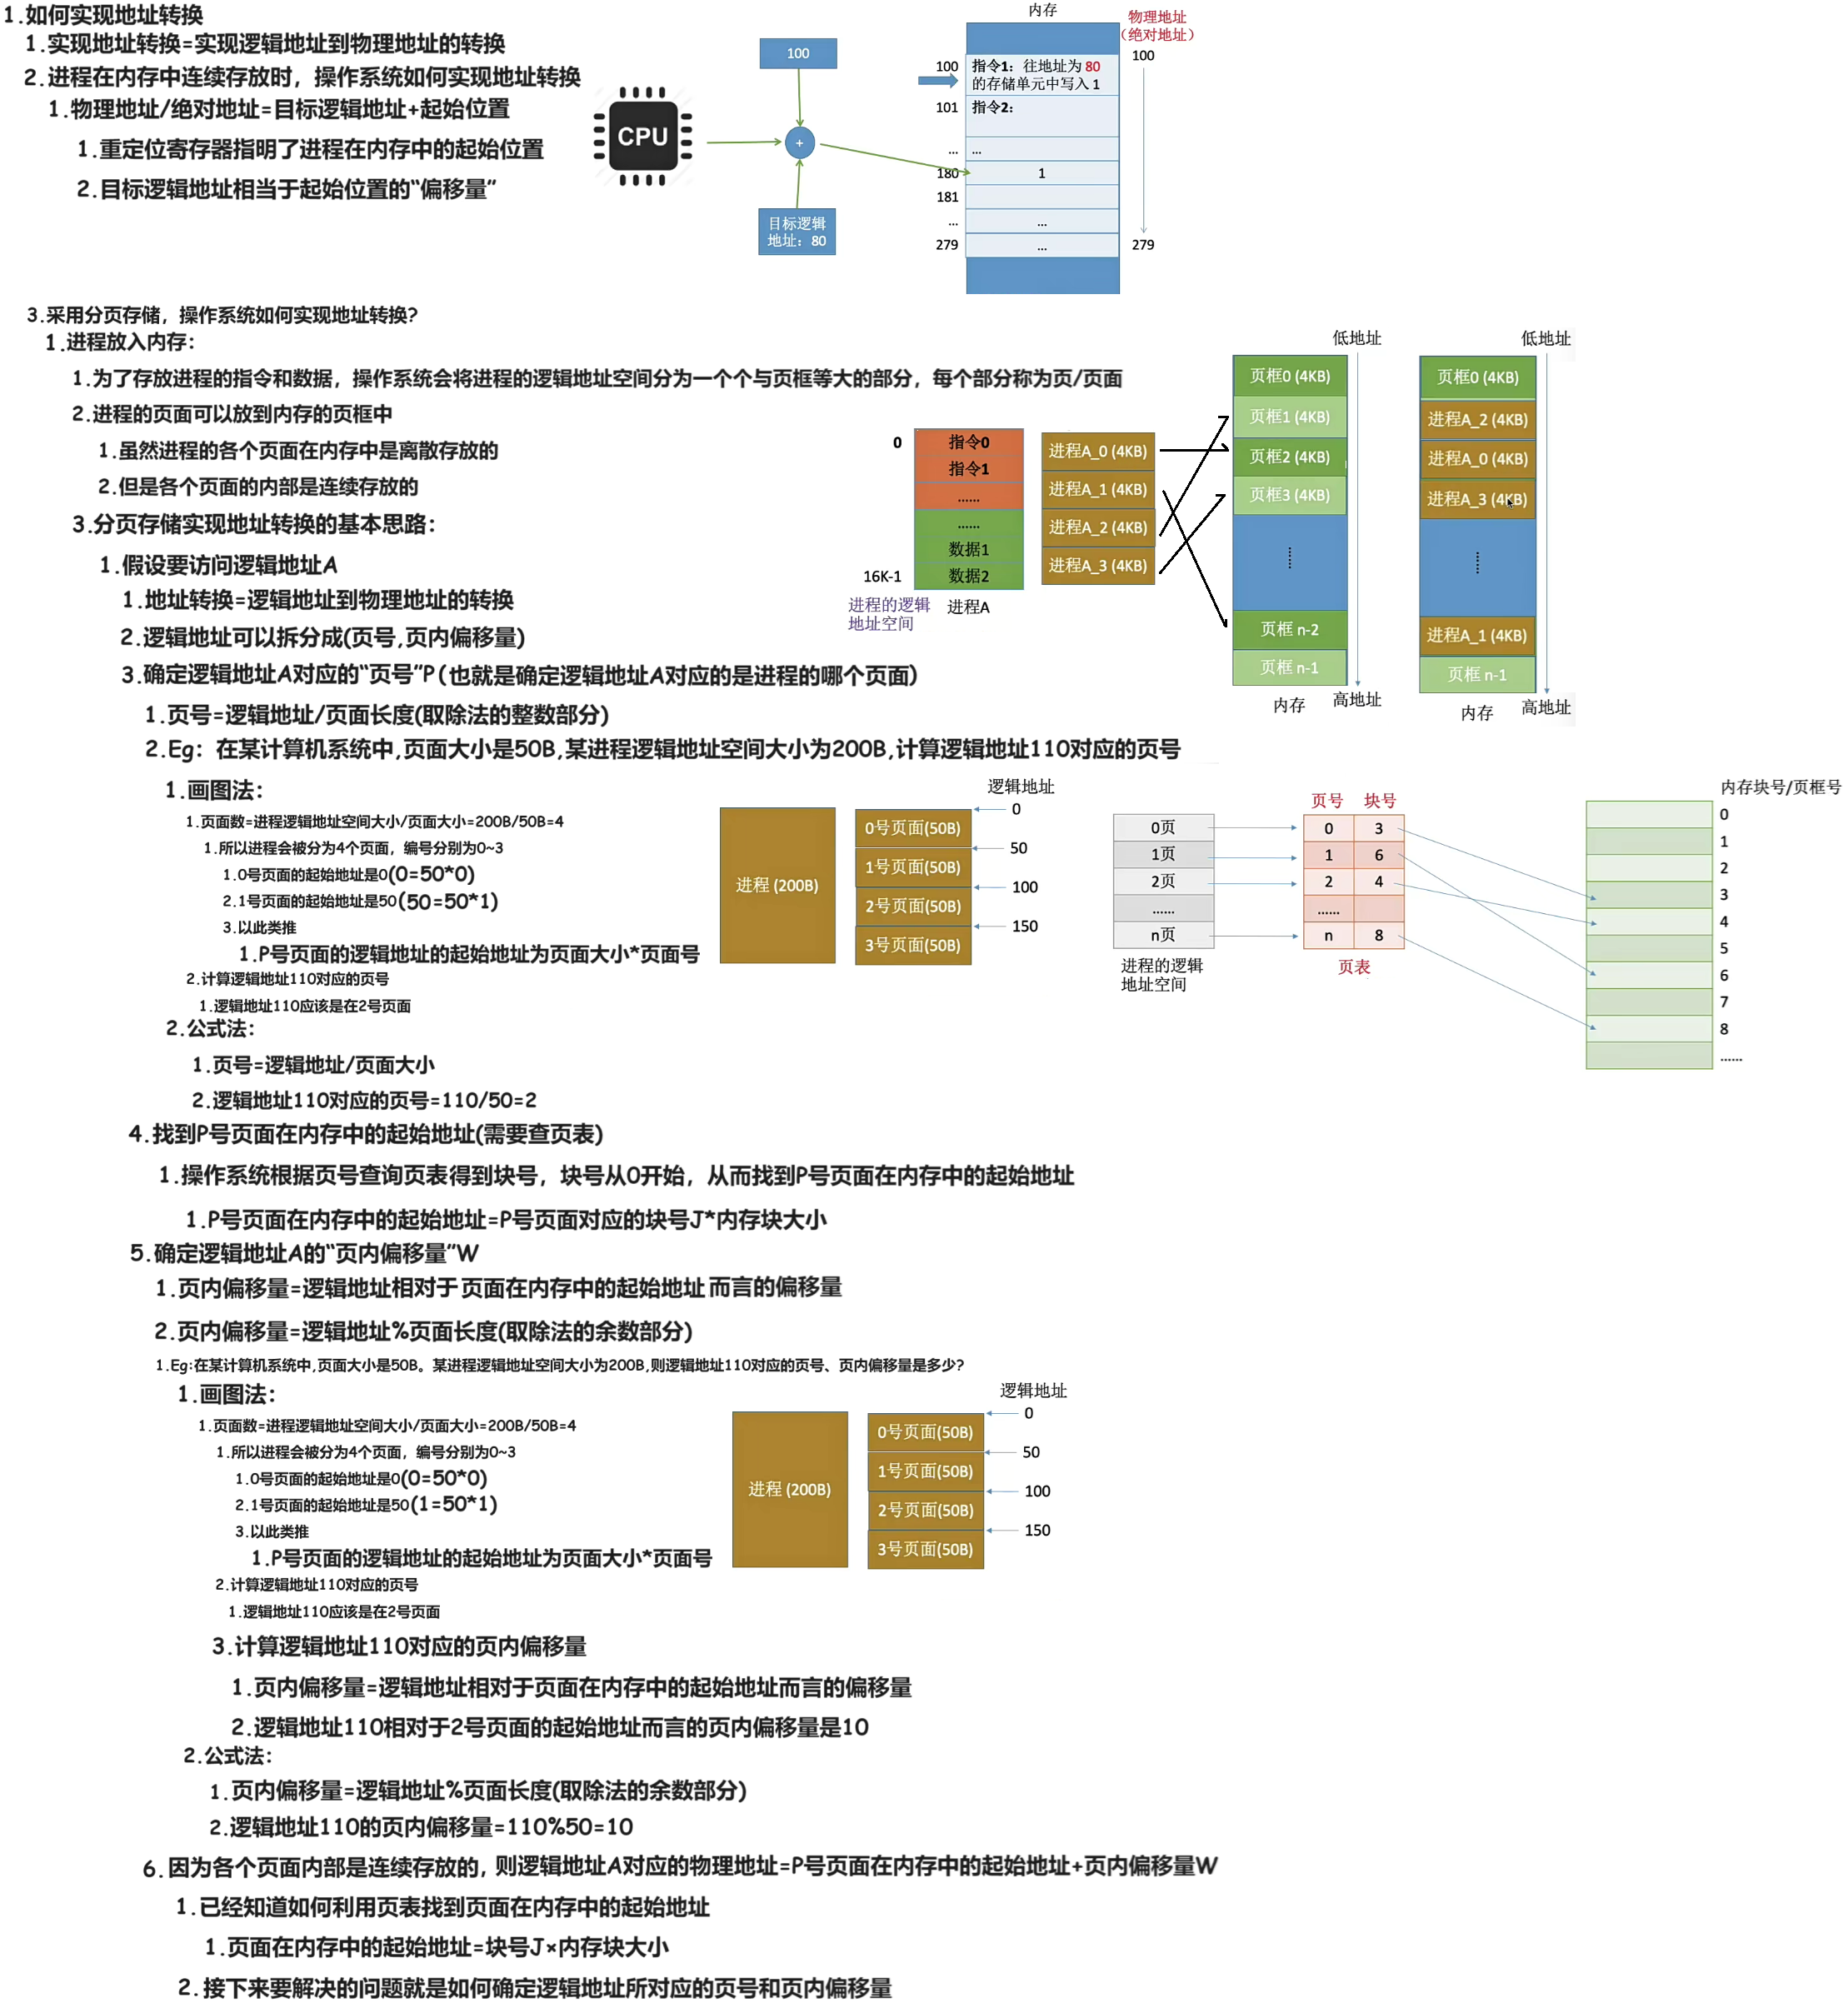 1.如何实现地址转换
1.实现地址转换=实现逻辑地址到物理地址的转换
2.进程在内存中连续存放时，操作系统如何实现地址转换
1.物理地址/绝对地址=目标逻辑地址+起始位置
1.重定位寄存器指明了进程在内存中的起始位置
2.目标逻辑地址相当于起始位置的“偏移量”
CPU
100
+
目标逻辑
地址：80
内存
物理地址
（绝对地址）
100
指令1：往地址为 80
的存储单元中写入 1
100
101
指令2：
...
...
180
1
181
...
...
279
...
279
3.采用分页存储，操作系统如何实现地址转换?
1.进程放入内存：
1.为了存放进程的指令和数据，操作系统会将进程的逻辑地址空间分为一个个与页框等大的部分，每个部分称为页/页面
2.进程的页面可以放到内存的页框中
1.虽然进程的各个页面在内存中是离散存放的
2.但是各个页面的内部是连续存放的
3.分页存储实现地址转换的基本思路：
0
指令0
指令1
......
......
数据1
16K-1
数据2
进程的逻辑
地址空间
进程A
进程A_0 (4KB)
进程A_1 (4KB)
进程A_2 (4KB)
进程A_3 (4KB)
低地址
页框0 (4KB)
页框1 (4KB)
页框2 (4KB)
页框3 (4KB)
......
页框 n-2
页框 n-1
内存
高地址
低地址
页框0 (4KB)
进程A_2 (4KB)
进程A_0 (4KB)
进程A_3 (4KB)
......
进程A_1 (4KB)
页框 n-1
内存
高地址
1.假设要访问逻辑地址A
1.地址转换=逻辑地址到物理地址的转换
2.逻辑地址可以拆分成(页号,页内偏移量)
3.确定逻辑地址A对应的“页号”P(也就是确定逻辑地址A对应的是进程的哪个页面)
1.页号=逻辑地址/页面长度(取除法的整数部分)
2.Eg：在某计算机系统中,页面大小是50B,某进程逻辑地址空间大小为200B,计算逻辑地址110对应的页号
1.画图法：
1.页面数=进程逻辑地址空间大小/页面大小=200B/50B=4
1.所以进程会被分为4个页面，编号分别为0~3
1.0号页面的起始地址是0(0=50*0)
2.1号页面的起始地址是50(50=50*1)
3.以此类推
1.P号页面的逻辑地址的起始地址为页面大小*页面号
2.计算逻辑地址110对应的页号
1.逻辑地址110应该是在2号页面
进程 (200B)
逻辑地址
0
0号页面(50B)
50
1号页面(50B)
100
2号页面(50B)
150
3号页面(50B)
0页
1页
2页
......
n页
进程的逻辑
地址空间
页号 块号
0 3
1 6
2 4
......
n 8
页表
内存块号/页框号
0
1
2
3
4
5
6
7
8
......
2.公式法：
1.页号=逻辑地址/页面大小
2.逻辑地址110对应的页号=110/50=2
4.找到P号页面在内存中的起始地址(需要查页表)
1.操作系统根据页号查询页表得到块号，块号从0开始，从而找到P号页面在内存中的起始地址
1.P号页面在内存中的起始地址=P号页面对应的块号J*内存块大小
5.确定逻辑地址A的“页内偏移量”W
1.页内偏移量=逻辑地址相对于 页面在内存中的起始地址 而言的偏移量
2.页内偏移量=逻辑地址%页面长度(取除法的余数部分)
1.Eg:在某计算机系统中,页面大小是50B。某进程逻辑地址空间大小为200B,则逻辑地址110对应的页号、页内偏移量是多少?
1.画图法：
1.页面数=进程逻辑地址空间大小/页面大小=200B/50B=4
1.所以进程会被分为4个页面，编号分别为0~3
1.0号页面的起始地址是0(0=50*0)
2.1号页面的起始地址是50(1=50*1)
3.以此类推
1.P号页面的逻辑地址的起始地址为页面大小*页面号
2.计算逻辑地址110对应的页号
1.逻辑地址110应该是在2号页面
进程 (200B)
逻辑地址
0
0号页面(50B)
50
1号页面(50B)
100
2号页面(50B)
150
3号页面(50B)
3.计算逻辑地址110对应的页内偏移量
1.页内偏移量=逻辑地址相对于页面在内存中的起始地址而言的偏移量
2.逻辑地址110相对于2号页面的起始地址而言的页内偏移量是10
2.公式法：
1.页内偏移量=逻辑地址%页面长度(取除法的余数部分)
2.逻辑地址110的页内偏移量=110%50=10
6.因为各个页面内部是连续存放的，则逻辑地址A对应的物理地址=P号页面在内存中的起始地址+页内偏移量W
1.已经知道如何利用页表找到页面在内存中的起始地址
1.页面在内存中的起始地址=块号J×内存块大小
2.接下来要解决的问题就是如何确定逻辑地址所对应的页号和页内偏移量